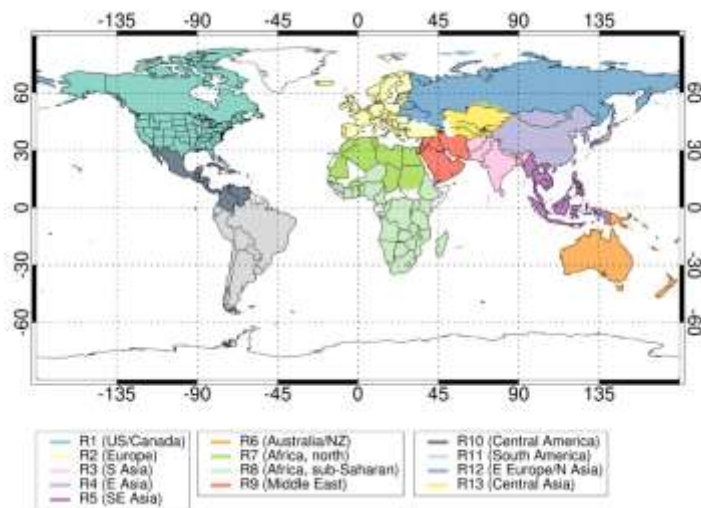 -135 -90 -45 0 45 90 135
60 60
30 30
0 0
-30 -30
-60 -60
-135 -90 -45 0 45 90 135
R1 (US/Canada)
R2 (Europe)
R3 (S Asia)
R4 (E Asia)
R5 (SE Asia)
R6 (Australia/NZ)
R7 (Africa, north)
R8 (Africa, sub-Saharan)
R9 (Middle East)
R10 (Central America)
R11 (South America)
R12 (E Europe/N Asia)
R13 (Central Asia)